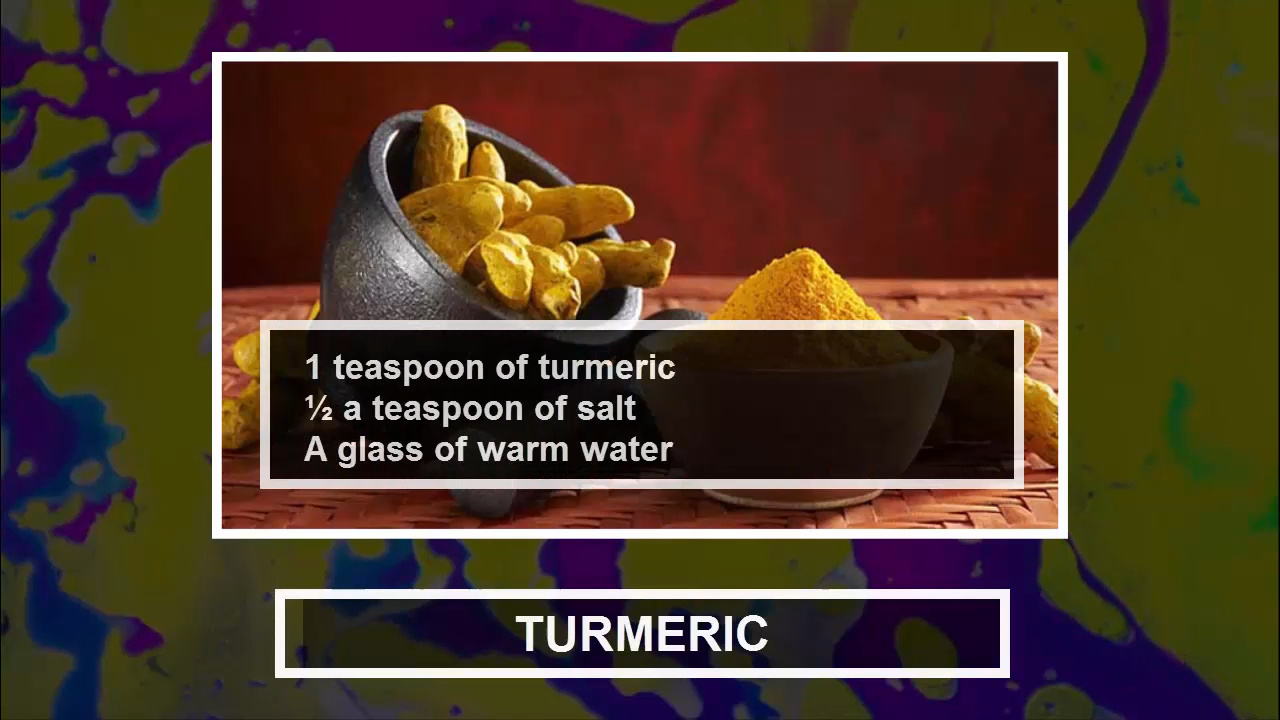 1 teaspoon of turmeric
½ a teaspoon of salt
A glass of warm water
TURMERIC